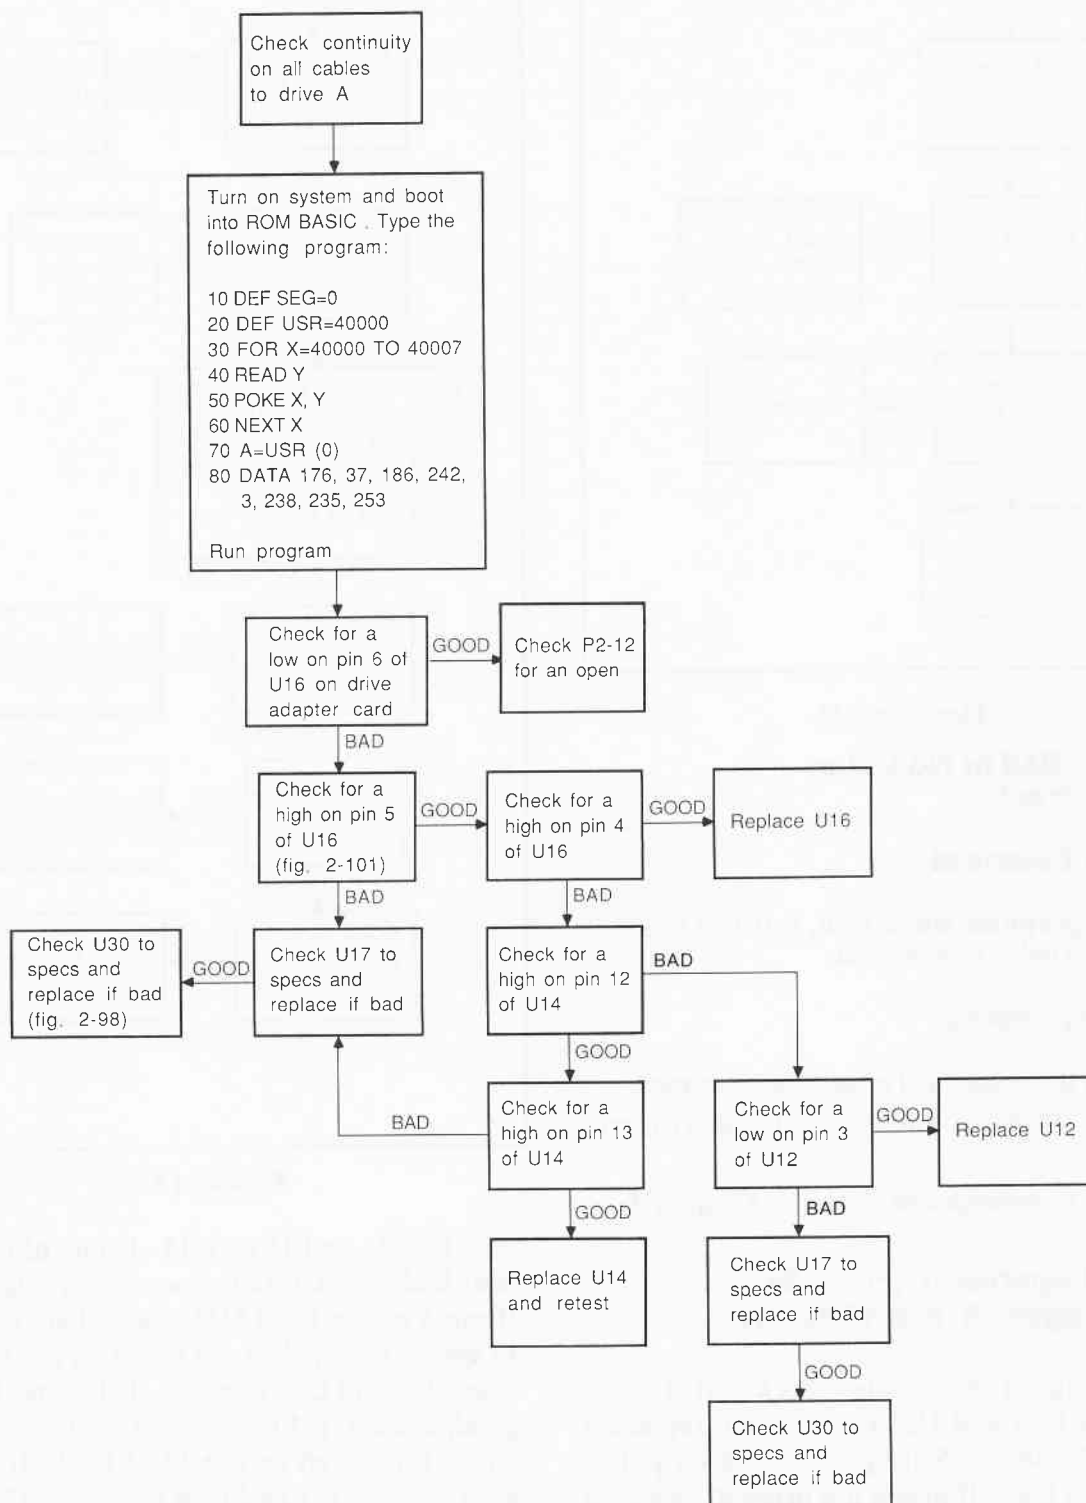 Check continuity
on all cables
to drive A
Turn on system and boot
into ROM BASIC . Type the
following program:
10 DEF SEG=0
20 DEF USR=40000
30 FOR X=40000 TO 40007
40 READ Y
50 POKE X, Y
60 NEXT X
70 A=USR (0)
80 DATA 176, 37, 186, 242,
3, 238, 235, 253
Run program
Check for a
low on pin 6 of
U16 on drive
adapter card
GOOD
Check P2-12
for an open
BAD
Check for a
high on pin 5
of U16
(fig. 2-101)
GOOD
Check for a
high on pin 4
of U16
GOOD
Replace U16
BAD
BAD
Check U30 to
specs and
replace if bad
(fig. 2-98)
GOOD
Check U17 to
specs and
replace if bad
Check for a
high on pin 12
of U14
BAD
GOOD
BAD
Check for a
high on pin 13
of U14
Check for a
low on pin 3
of U12
GOOD
Replace U12
GOOD
BAD
Replace U14
and retest
Check U17 to
specs and
replace if bad
GOOD
Check U30 to
specs and
replace if bad